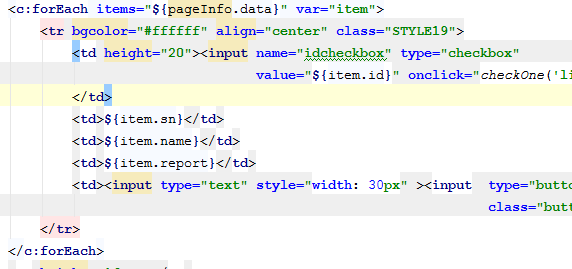 <c:forEach items="${pageInfo.data}" var="item">
<tr bgcolor="#ffffff" align="center" class="STYLE19">
<td height="20"><input name="idcheckbox" type="checkbox"
value="${item.id}" onclick="checkOne('li
</td>
<td>${item.sn}</td>
<td>${item.name}</td>
<td>${item.report}</td>
<td><input type="text" style="width: 30px" ><input  type="butto
class="but
</tr>
</c:forEach>